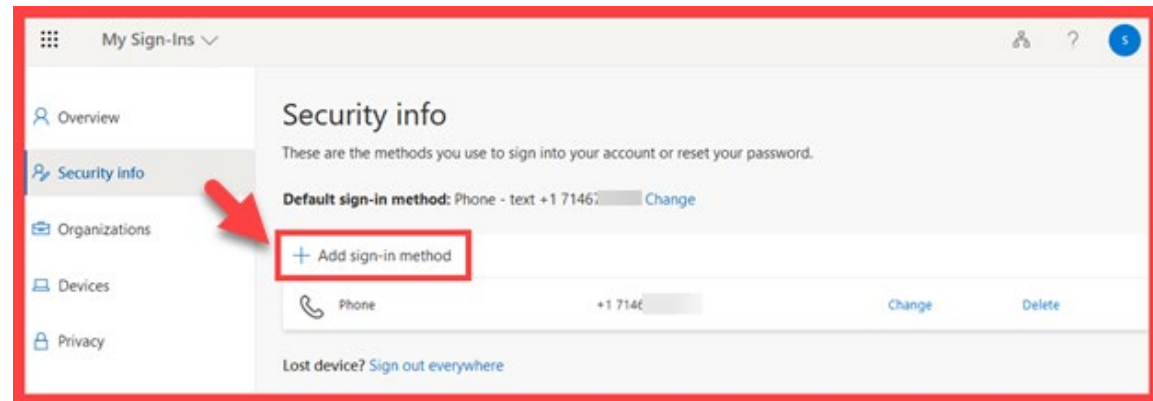 My Sign-Ins
?
S
Overview
Security info
Organizations
Devices
Privacy
Security info
These are the methods you use to sign into your account or reset your password.
Default sign-in method: Phone - text +1 7146 Change
+ Add sign-in method
Phone +1 714 Change Delete
Lost device? Sign out everywhere